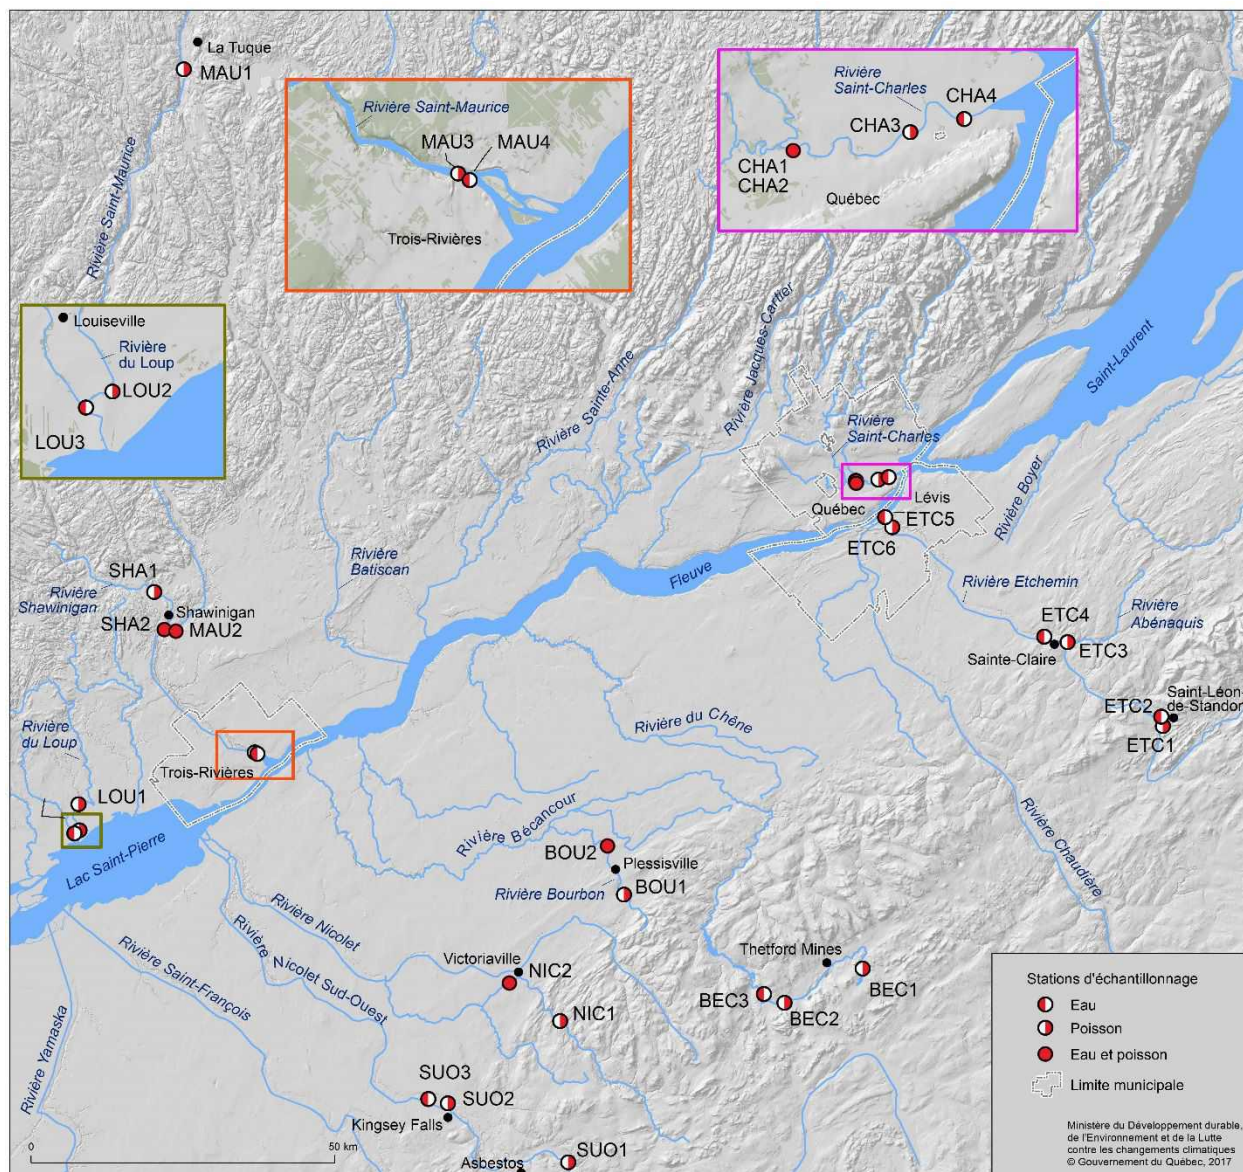 La Tuque
MAU1
Rivière Saint-Maurice
Rivière Saint-Maurice
MAU3
MAU4
Trois-Rivières
Rivière
Saint-Charles
CHA4
CHA3
CHA1
CHA2
Québec
Louiseville
Rivière
du Loup
LOU2
LOU3
Rivière Sainte-Anne
Rivière Jacques-Cartier
Saint-Laurent
Rivière
Saint-Charles
Rivière Boyer
Québec
Lévis
ETC5
ETC6
Fleuve
Rivière
Batiscan
SHA1
Rivière
Shawinigan
Shawinigan
SHA2
MAU2
Rivière Etchemin
Rivière
Abénaquis
ETC4
Sainte-Claire
ETC3
ETC2
Saint-Léon-
de-Standon
ETC1
Rivière
du Loup
Trois-Rivières
LOU1
Lac Saint-Pierre
Rivière du Chêne
Rivière Bécancour
BOU2
Plessisville
Rivière Bourbon
BOU1
Rivière Chaudière
Rivière Nicolet
Rivière Nicolet Sud-Ouest
Rivière Saint-François
Rivière Yamaska
Victoriaville
NIC2
NIC1
Thetford Mines
BEC1
BEC3
BEC2
SUO3
SUO2
Kingsey Falls
SUO1
Asbestos
0
50 km
Stations d'échantillonnage
Eau
Poisson
Eau et poisson
Limite municipale
Ministère du Développement durable,
de l'Environnement et de la Lutte
contre les changements climatiques
© Gouvernement du Québec, 2017